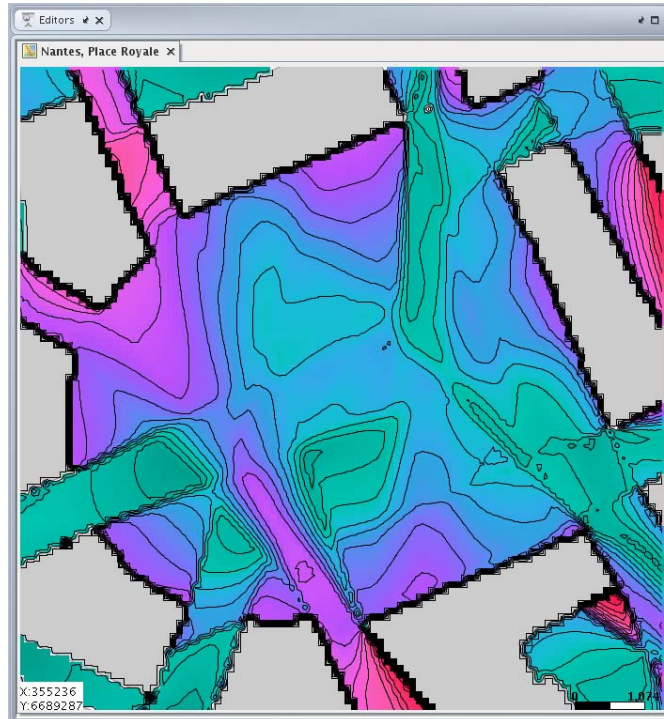 Editors
Nantes, Place Royale
X:355236
Y:6689287
0 1,074